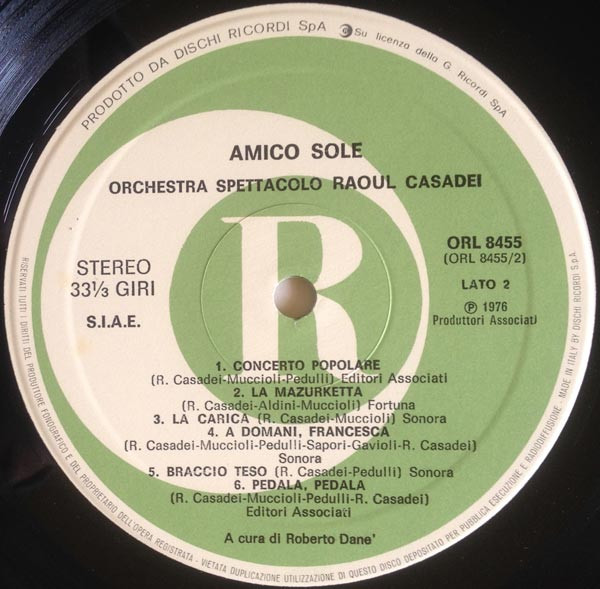 PRODOTTO DA DISCHI RICORDI SpA
Su licenza della G. Ricordi SpA
AMICO SOLE
ORCHESTRA SPETTACOLO RAOUL CASADEI
R
STEREO
33⅓ GIRI
S.I.A.E.
ORL 8455
(ORL 8455/2)
LATO 2
Ⓟ 1976
Produttori Associati
1. CONCERTO POPOLARE
(R. Casadei-Muccioli-Pedulli) Editori Associati
2. LA MAZURKETTA
(R. Casadei-Aldini-Muccioli) Fortuna
3. LA CARICA (R. Casadei-Muccioli) Sonora
4. A DOMANI, FRANCESCA
(R. Casadei-Muccioli-Pedulli-Sapori-Gavioli-R. Casadei)
Sonora
5. BRACCIO TESO (R. Casadei-Pedulli) Sonora
6. PEDALA, PEDALA
(R. Casadei-Muccioli-Pedulli-R. Casadei)
Editori Associati
A cura di Roberto Dane'
RISERVATI TUTTI I DIRITTI DEL PRODUTTORE FONOGRAFICO E DEL PROPRIETARIO DELL'OPERA REGISTRATA - VIETATA DUPLICAZIONE UTILIZZAZIONE DI QUESTO DISCO DEPOSITATO PER PUBBLICA ESECUZIONE E RADIODIFFUSIONE - MADE IN ITALY BY DISCHI RICORDI S.p.A.